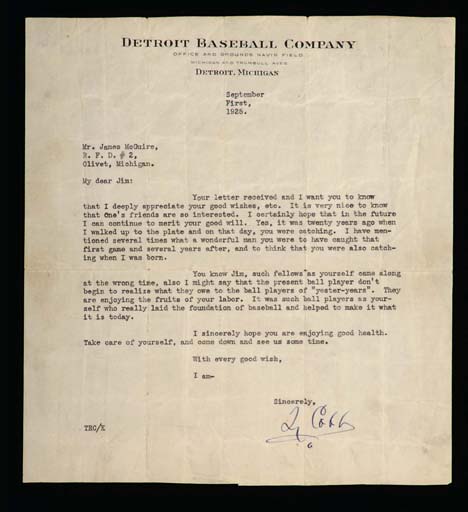 DETROIT BASEBALL COMPANY
OFFICE AND GROUNDS NAVIN FIELD
MICHIGAN AND TRUMBULL AVES
DETROIT, MICHIGAN
September
First,
1925.
Mr. James McGuire,
R. F. D. # 2,
Olivet, Michigan.
My dear Jim:
Your letter received and I want you to know
that I deeply appreciate your good wishes, etc. It is very nice to know
that One's friends are so interested. I certainly hope that in the future
I can continue to merit your good will. Yes, it was twenty years ago when
I walked up to the plate and on that day, you were catching. I have men-
tioned several times what a wonderful man you were to have caught that
first game and several years after, and to think that you were also catch-
ing when I was born.
You know Jim, such fellows as yourself came along
at the wrong time, also I might say that the present ball player don't
begin to realize what they owe to the ball players of "yester-years". They
are enjoying the fruits of your labor. It was such ball players as your-
self who really laid the foundation of baseball and helped to make it what
it is today.
I sincerely hope you are enjoying good health.
Take care of yourself, and come down and see us some time.
With every good wish,
I am-
Sincerely,
Ty Cobb
TRC/K